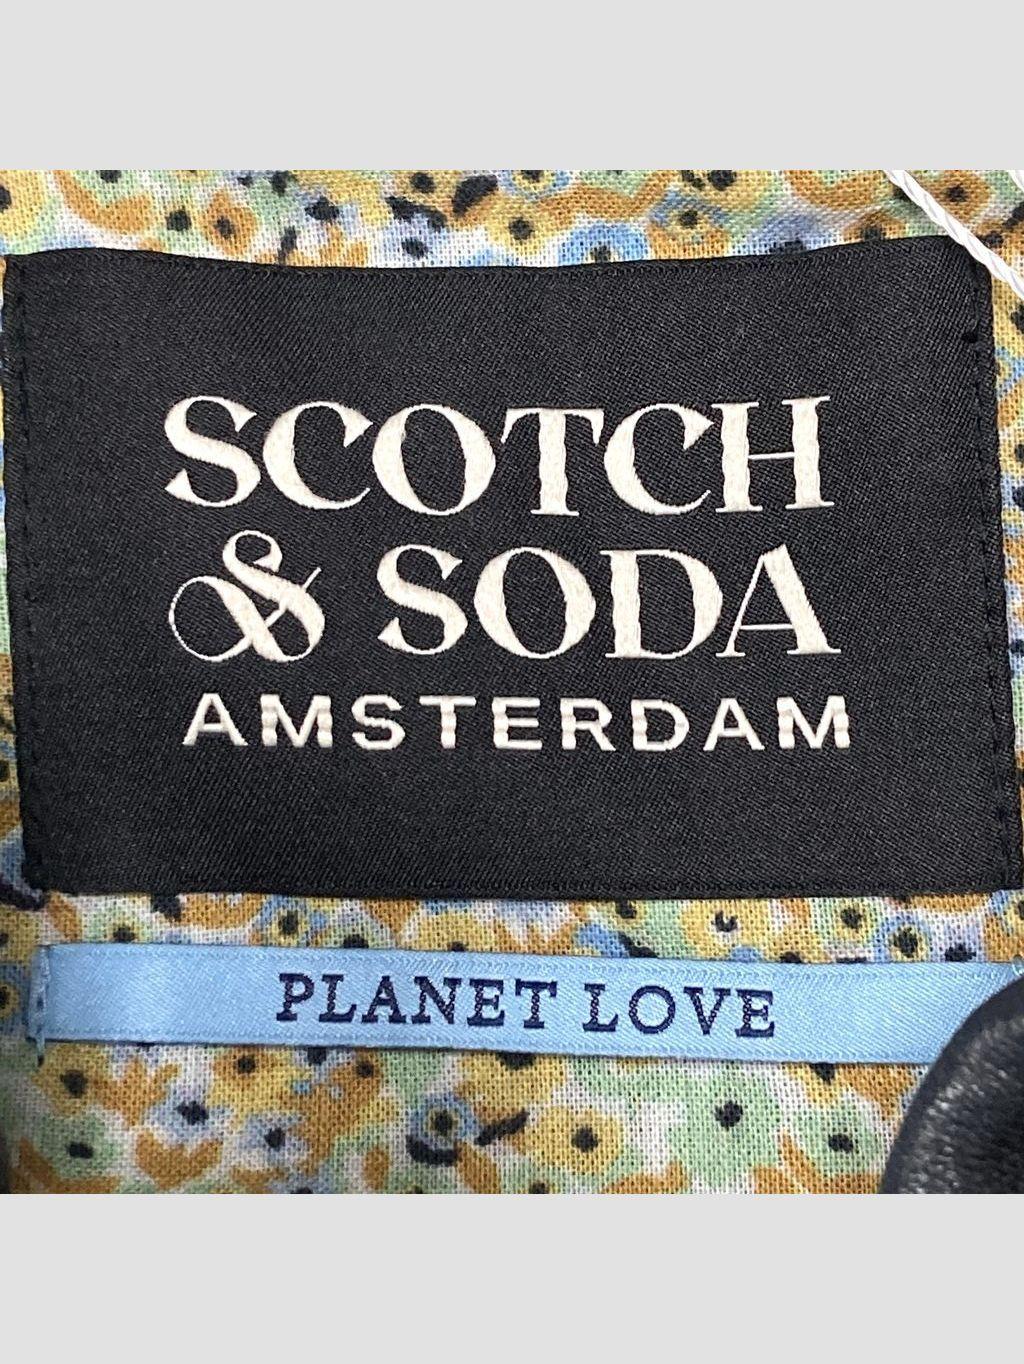 SCOTCH
& SODA
AMSTERDAM
PLANET LOVE